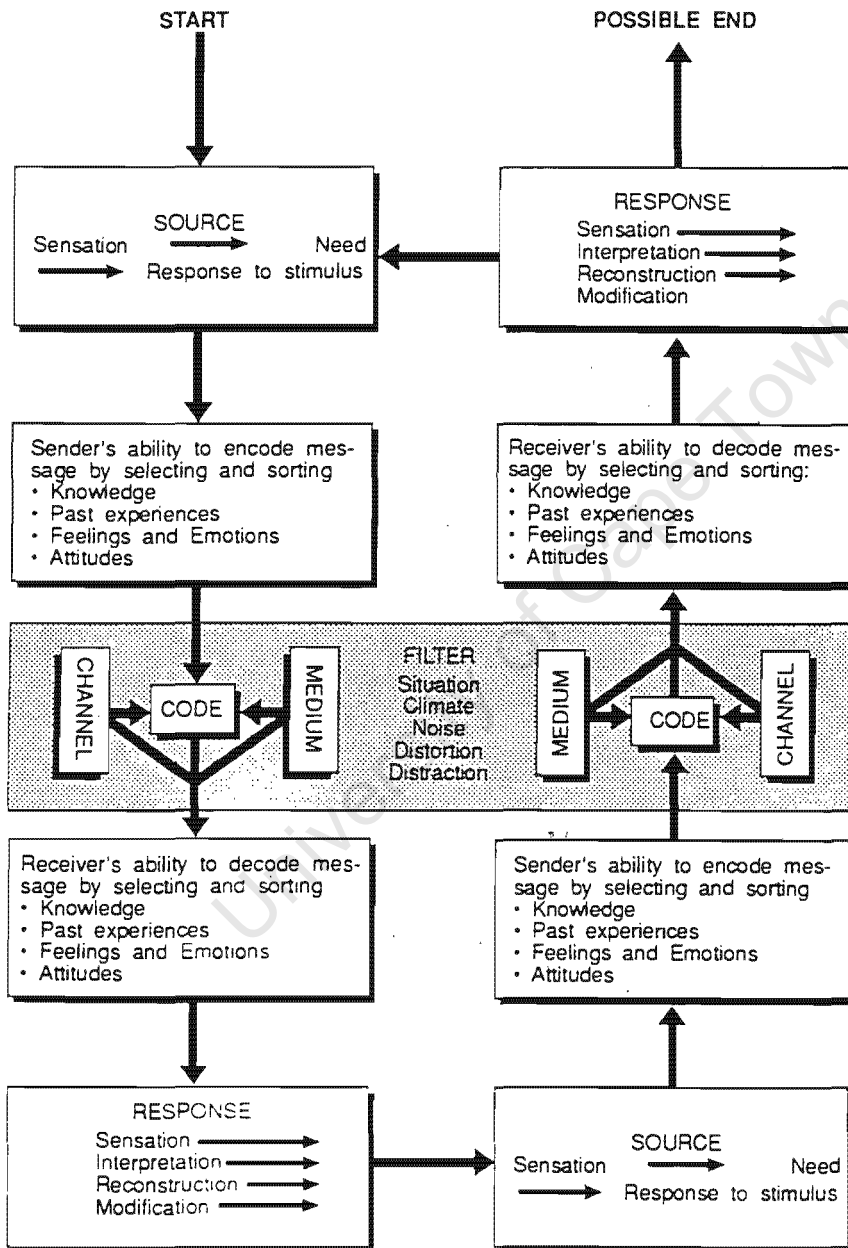 START
POSSIBLE END
SOURCE
Sensation Need
Response to stimulus
RESPONSE
Sensation
Interpretation
Reconstruction
Modification
Sender's ability to encode mes-
sage by selecting and sorting
• Knowledge
• Past experiences
• Feelings and Emotions
• Attitudes
Receiver's ability to decode mes-
sage by selecting and sorting:
• Knowledge
• Past experiences
• Feelings and Emotions
• Attitudes
CHANNEL
CODE
MEDIUM
FILTER
Situation
Climate
Noise
Distortion
Distraction
MEDIUM
CODE
CHANNEL
Receiver's ability to decode mes-
sage by selecting and sorting
• Knowledge
• Past experiences
• Feelings and Emotions
• Attitudes
Sender's ability to encode mes-
sage by selecting and sorting
• Knowledge
• Past experiences
• Feelings and Emotions
• Attitudes
RESPONSE
Sensation
Interpretation
Reconstruction
Modification
SOURCE
Sensation Need
Response to stimulus
University of Cape Town